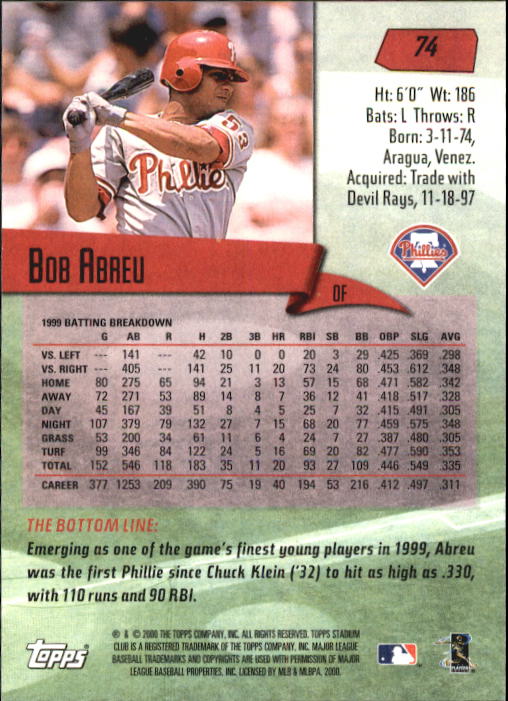 74
Ht: 6'0" Wt: 186
Bats: L Throws: R
Born: 3-11-74,
Aragua, Venez.
Acquired: Trade with
Devil Rays, 11-18-97
53
Phillies
Phillies
BOB ABREU
OF
1999 BATTING BREAKDOWN
G AB R H 2B 3B HR RBI SB BB OBP SLG AVG
VS. LEFT --- 141 --- 42 10 0 0 20 3 29 .425 .369 .298
VS. RIGHT --- 405 --- 141 25 11 20 73 24 80 .453 .612 .348
HOME 80 275 65 94 21 3 13 57 15 68 .471 .582 .342
AWAY 72 271 53 89 14 8 7 36 12 41 .418 .517 .328
DAY 45 167 39 51 8 4 5 25 7 32 .415 .491 .305
NIGHT 107 379 79 132 27 7 15 68 20 77 .459 .575 .348
GRASS 53 200 34 61 11 6 4 24 7 27 .387 .480 .305
TURF 99 346 84 122 24 5 16 69 20 82 .477 .590 .353
TOTAL 152 546 118 183 35 11 20 93 27 109 .446 .549 .335
CAREER 377 1253 209 390 75 19 40 194 53 216 .412 .497 .311
THE BOTTOM LINE:
Emerging as one of the game's finest young players in 1999, Abreu
was the first Phillie since Chuck Klein ('32) to hit as high as .330,
with 110 runs and 90 RBI.
® & © 2000 THE TOPPS COMPANY, INC. ALL RIGHTS RESERVED. TOPPS STADIUM
CLUB IS A REGISTERED TRADEMARK OF THE TOPPS COMPANY, INC. MAJOR LEAGUE
BASEBALL TRADEMARKS AND COPYRIGHTS ARE USED WITH PERMISSION OF MAJOR
LEAGUE BASEBALL PROPERTIES, INC. LICENSED BY MLB & MLBPA, 2000.
Topps